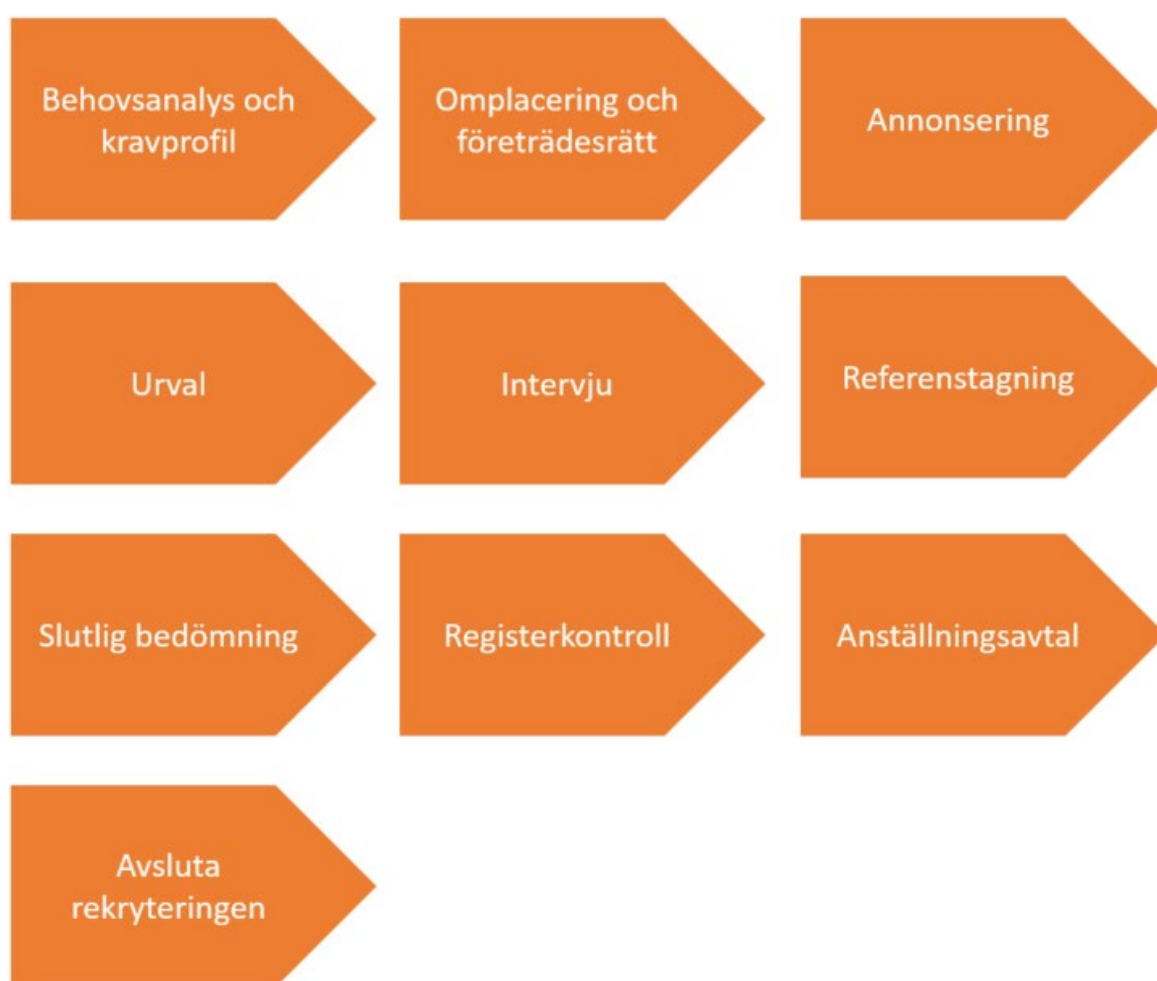 Behovsanalys och
kravprofil
Omplacering och
företrädesrätt
Annonsering
Urval
Intervju
Referenstagning
Slutlig bedömning
Registerkontroll
Anställningsavtal
Avsluta
rekryteringen